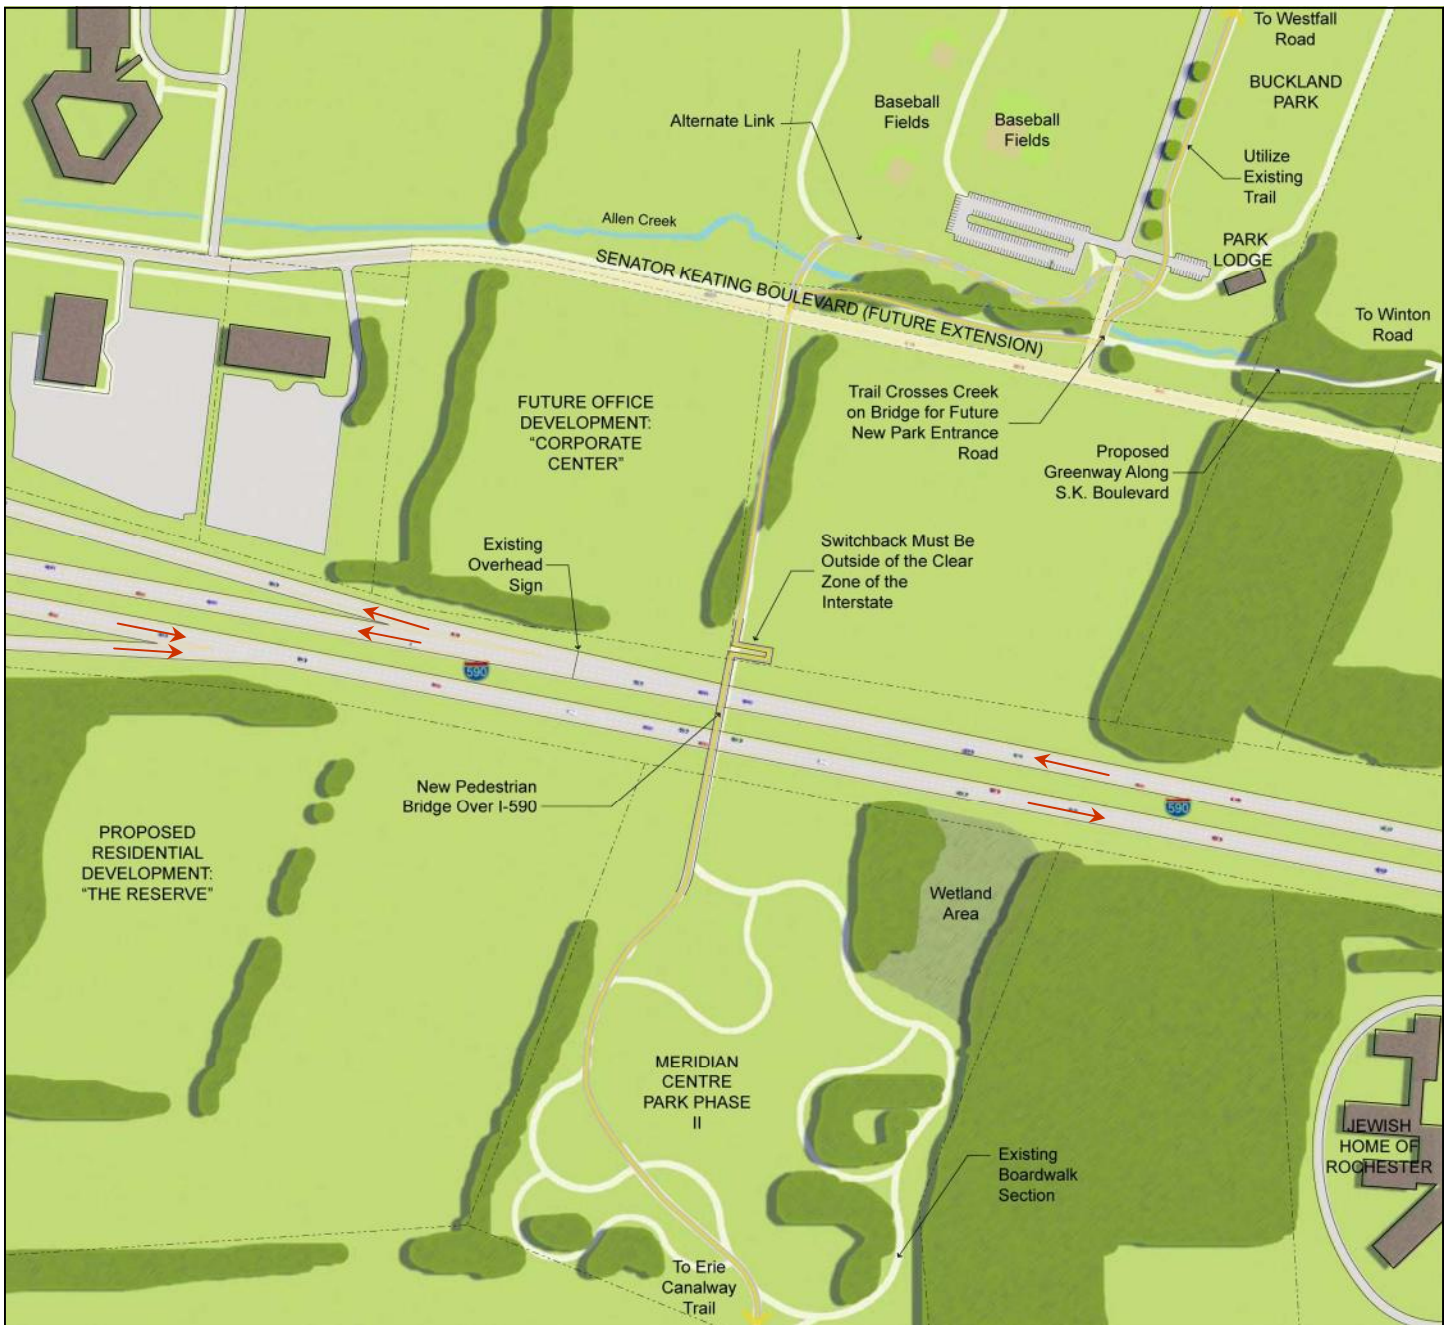 To Westfall
Road
BUCKLAND
PARK
Alternate Link
Baseball
Fields
Baseball
Fields
Utilize
Existing
Trail
Allen Creek
PARK
LODGE
SENATOR KEATING BOULEVARD (FUTURE EXTENSION)
To Winton
Road
FUTURE OFFICE
DEVELOPMENT:
"CORPORATE
CENTER"
Trail Crosses Creek
on Bridge for Future
New Park Entrance
Road
Proposed
Greenway Along
S.K. Boulevard
Existing
Overhead
Sign
Switchback Must Be
Outside of the Clear
Zone of the
Interstate
590
New Pedestrian
Bridge Over I-590
590
PROPOSED
RESIDENTIAL
DEVELOPMENT:
"THE RESERVE"
Wetland
Area
MERIDIAN
CENTRE
PARK PHASE
II
JEWISH
HOME OF
ROCHESTER
Existing
Boardwalk
Section
To Erie
Canalway
Trail